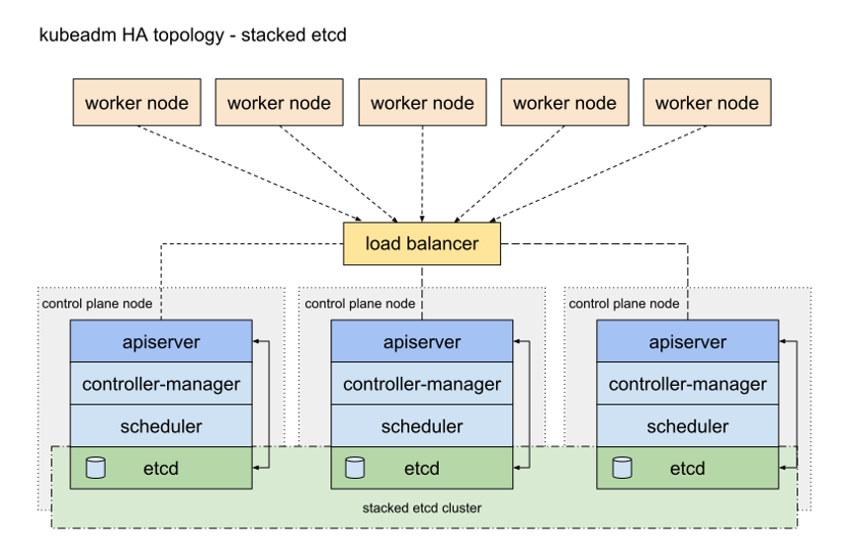 kubeadm HA topology - stacked etcd
worker node
worker node
worker node
worker node
worker node
load balancer
control plane node
apiserver
controller-manager
scheduler
etcd
control plane node
apiserver
controller-manager
scheduler
etcd
control plane node
apiserver
controller-manager
scheduler
etcd
stacked etcd cluster